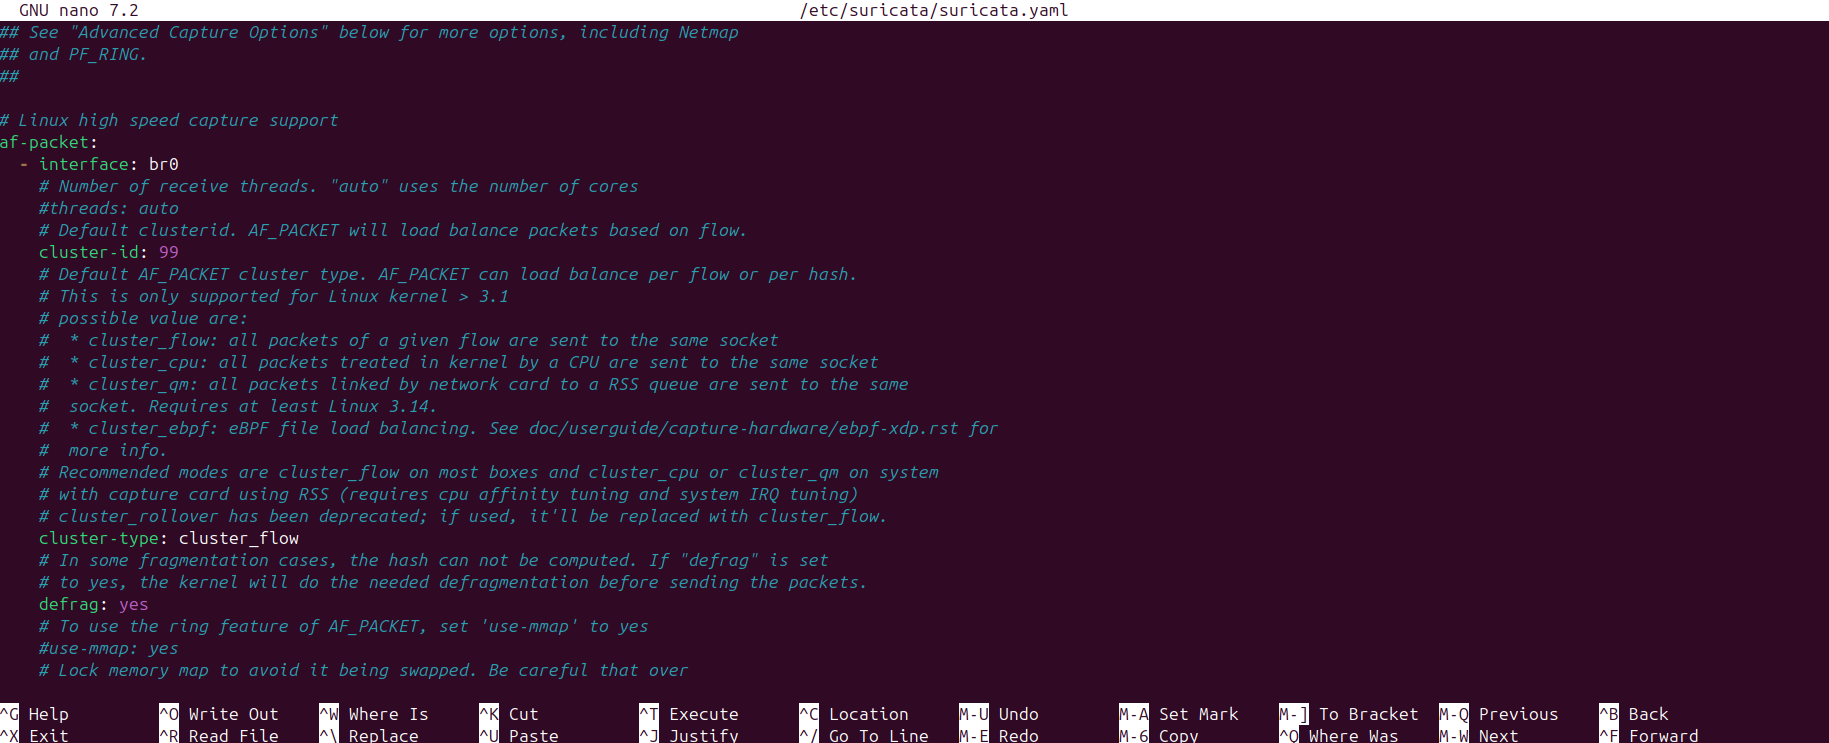 GNU nano 7.2 /etc/suricata/suricata.yaml
## See "Advanced Capture Options" below for more options, including Netmap
## and PF_RING.
##
# Linux high speed capture support
af-packet:
  - interface: br0
    # Number of receive threads. "auto" uses the number of cores
    #threads: auto
    # Default clusterid. AF_PACKET will load balance packets based on flow.
    cluster-id: 99
    # Default AF_PACKET cluster type. AF_PACKET can load balance per flow or per hash.
    # This is only supported for Linux kernel > 3.1
    # possible value are:
    #  * cluster_flow: all packets of a given flow are sent to the same socket
    #  * cluster_cpu: all packets treated in kernel by a CPU are sent to the same socket
    #  * cluster_qm: all packets linked by network card to a RSS queue are sent to the same
    #  socket. Requires at least Linux 3.14.
    #  * cluster_ebpf: eBPF file load balancing. See doc/userguide/capture-hardware/ebpf-xdp.rst for
    #  more info.
    # Recommended modes are cluster_flow on most boxes and cluster_cpu or cluster_qm on system
    # with capture card using RSS (requires cpu affinity tuning and system IRQ tuning)
    # cluster_rollover has been deprecated; if used, it'll be replaced with cluster_flow.
    cluster-type: cluster_flow
    # In some fragmentation cases, the hash can not be computed. If "defrag" is set
    # to yes, the kernel will do the needed defragmentation before sending the packets.
    defrag: yes
    # To use the ring feature of AF_PACKET, set 'use-mmap' to yes
    #use-mmap: yes
    # Lock memory map to avoid it being swapped. Be careful that over
^G Help ^O Write Out ^W Where Is ^K Cut ^T Execute ^C Location M-U Undo M-A Set Mark M-] To Bracket M-Q Previous ^B Back
^X Exit ^R Read File ^\ Replace ^U Paste ^J Justify ^/ Go To Line M-E Redo M-6 Copy ^Q Where Was M-W Next ^F Forward